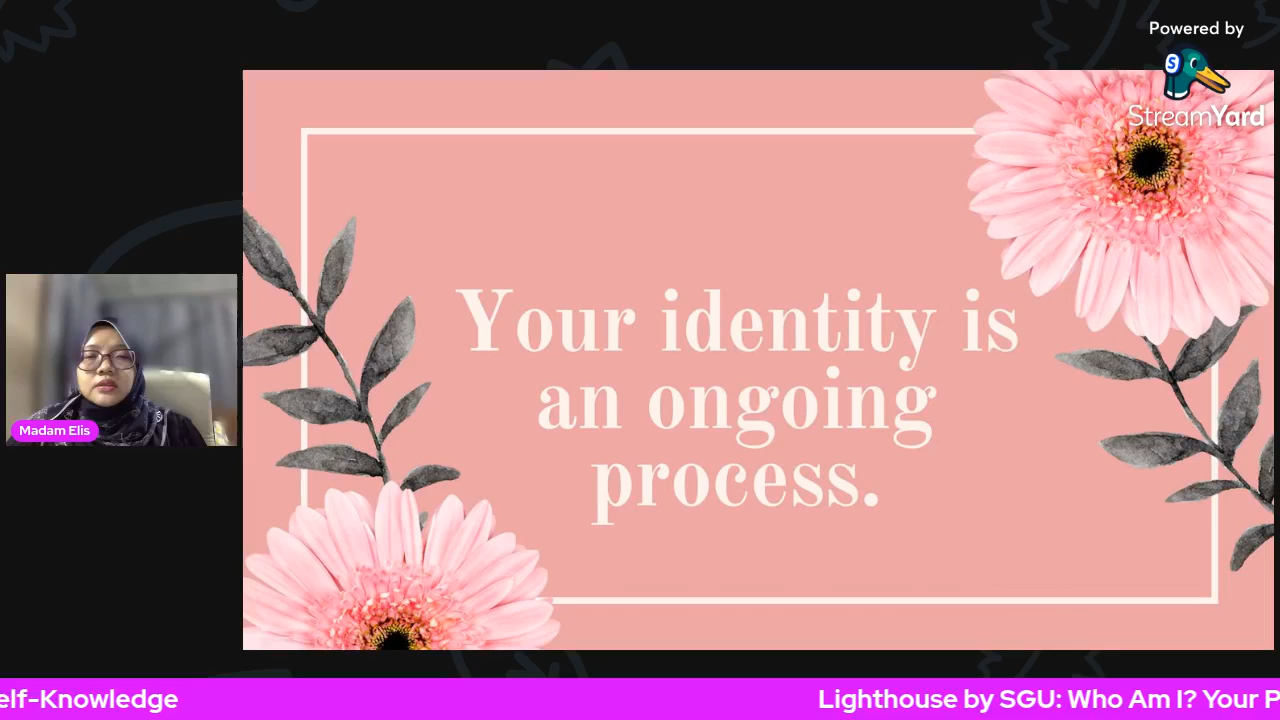 Powered by
StreamYard
Your identity is
an ongoing
process.
Madam Elis
elf-Knowledge
Lighthouse by SGU: Who Am I? Your P